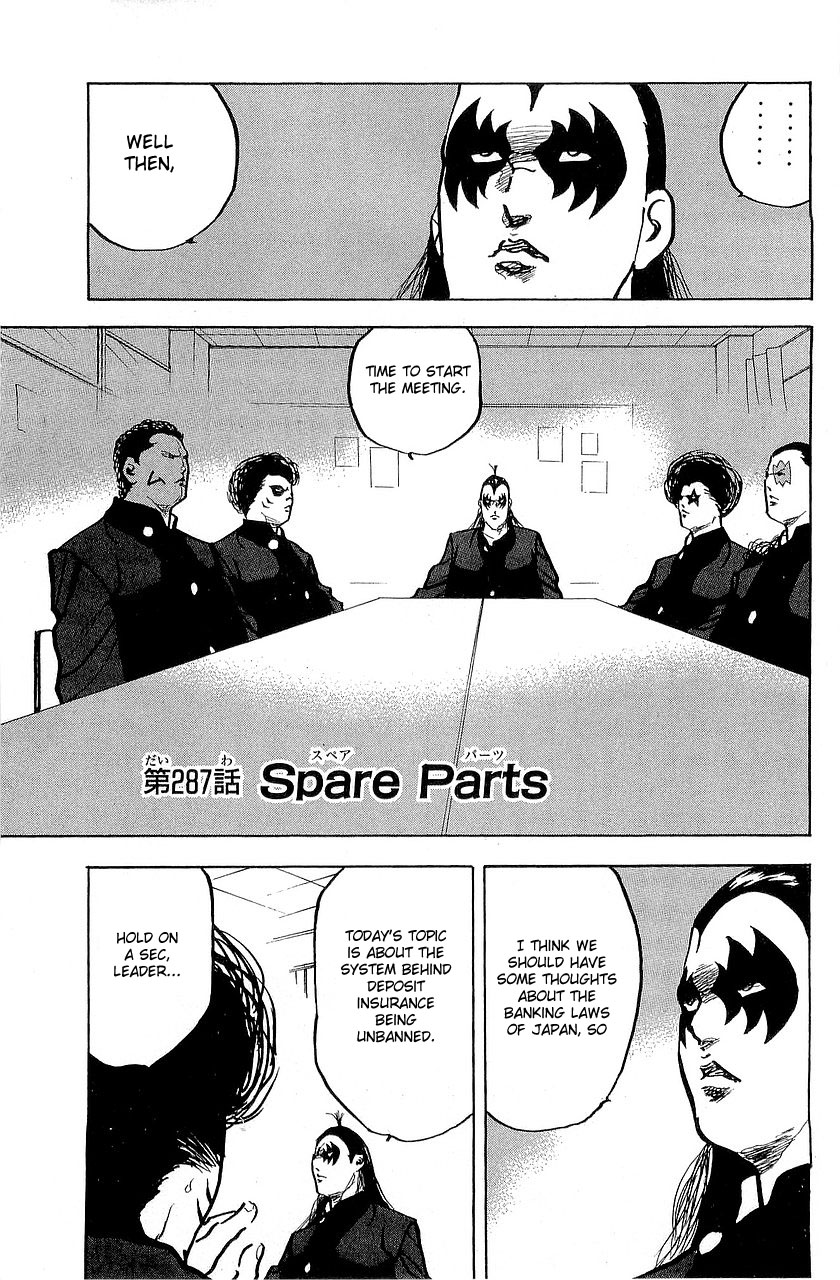 ......
WELL
THEN,
TIME TO START
THE MEETING.
だい わ スペア パーツ
第287話 Spare Parts
I THINK WE
SHOULD HAVE
SOME THOUGHTS
ABOUT THE
BANKING LAWS
OF JAPAN, SO
TODAY'S TOPIC
IS ABOUT THE
SYSTEM BEHIND
DEPOSIT
INSURANCE
BEING
UNBANNED.
HOLD ON
A SEC,
LEADER...